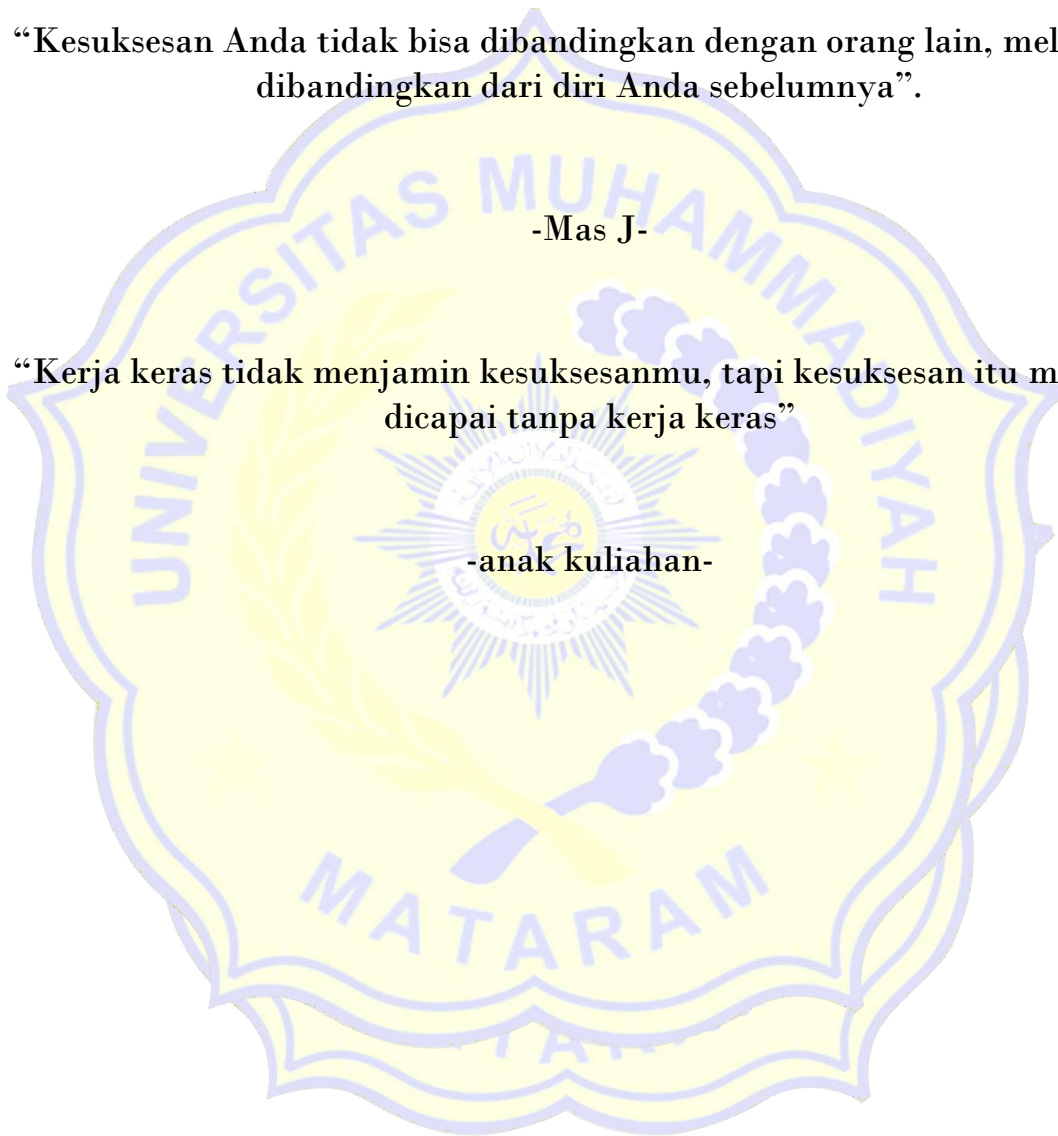 “Kesuksesan Anda tidak bisa dibandingkan dengan orang lain, mel
dibandingkan dari diri Anda sebelumnya”.
-Mas J-
“Kerja keras tidak menjamin kesuksesanmu, tapi kesuksesan itu m
dicapai tanpa kerja keras”
-anak kuliahan-
UNIVERSITAS MUHAMMADIYAH
MATARAM